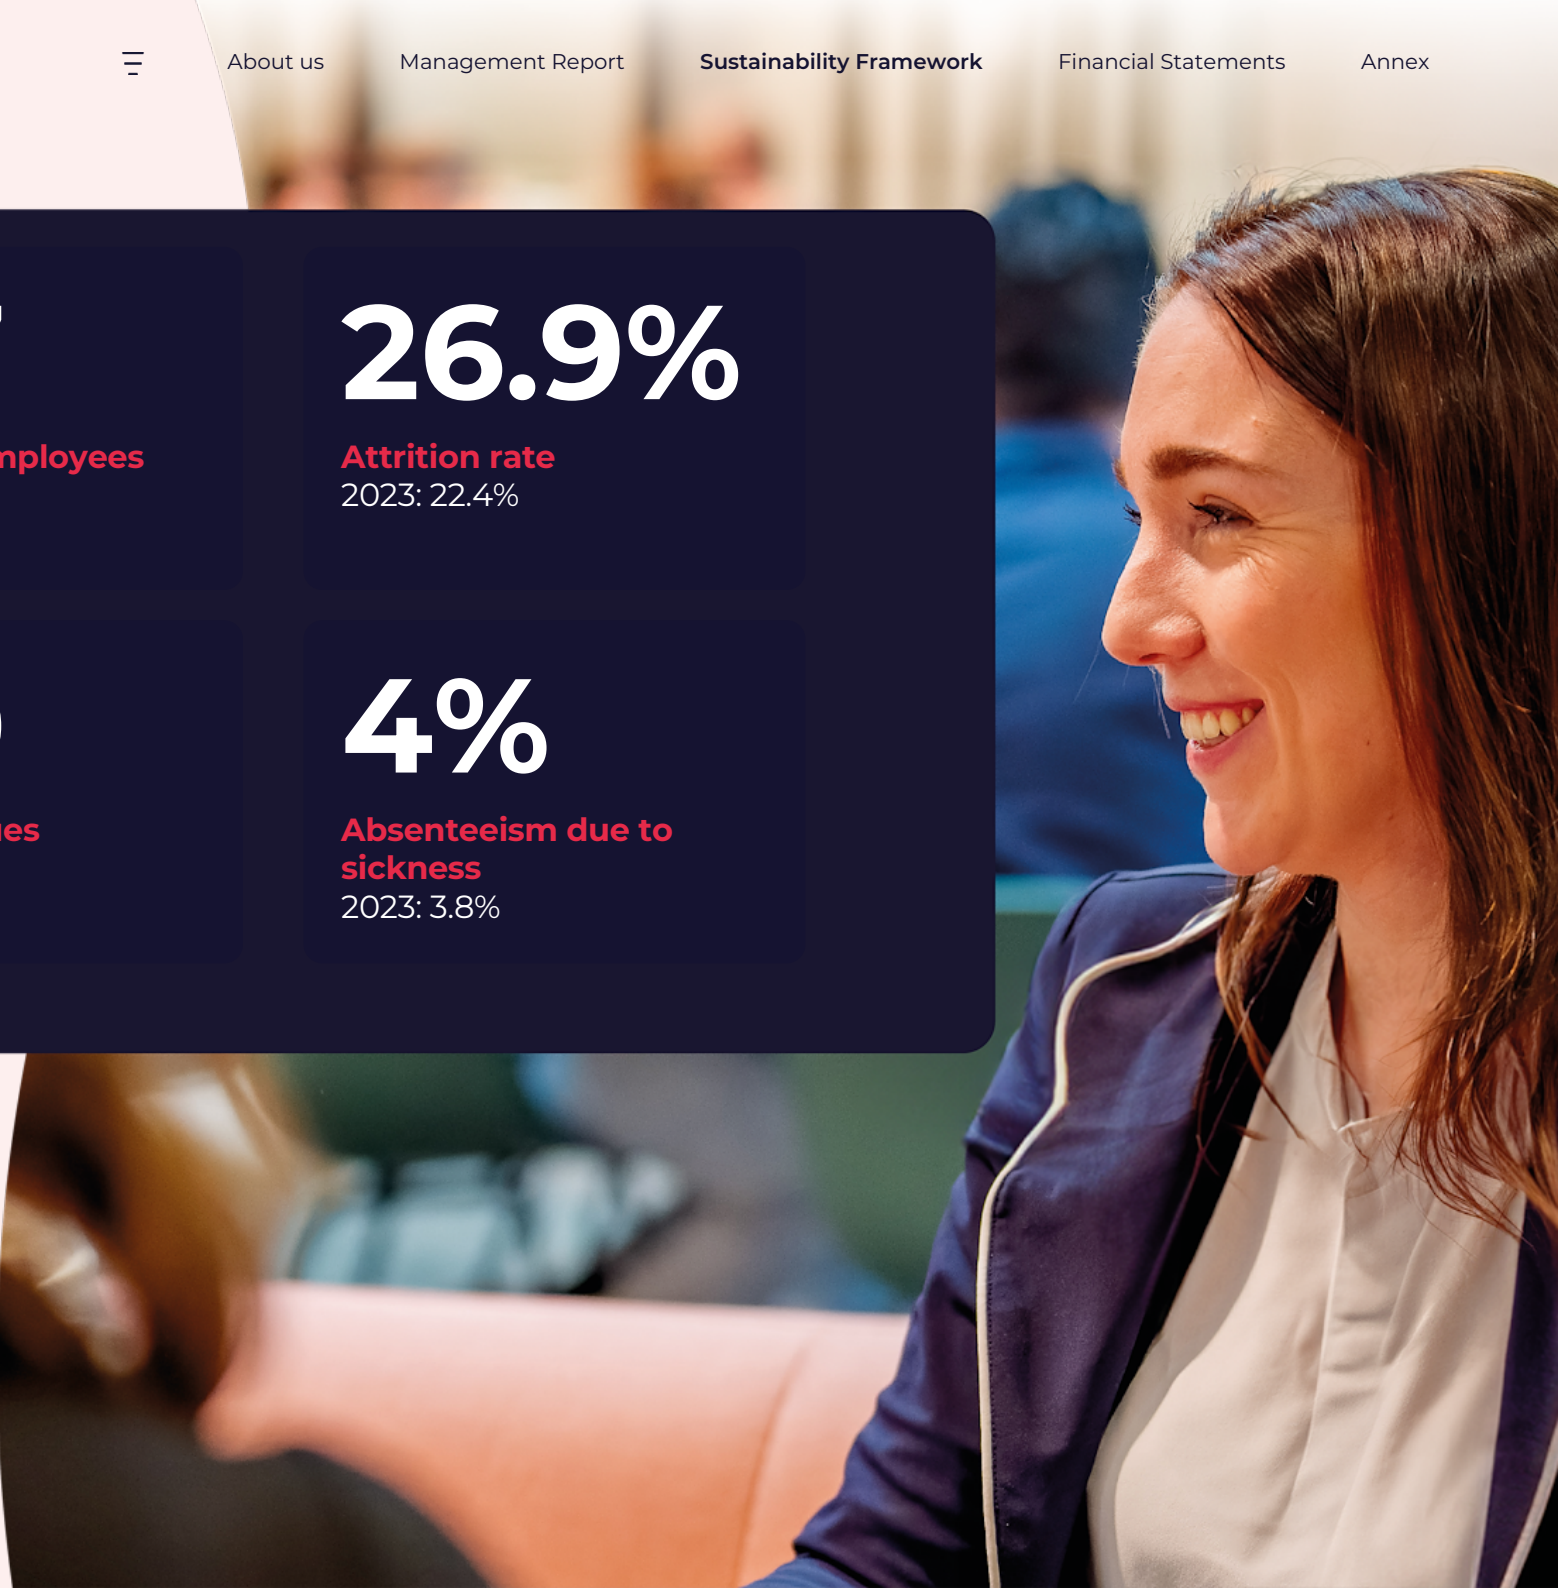 About us Management Report Sustainability Framework Financial Statements Annex
26.9%
Attrition rate
2023: 22.4%
4%
Absenteeism due to
sickness
2023: 3.8%